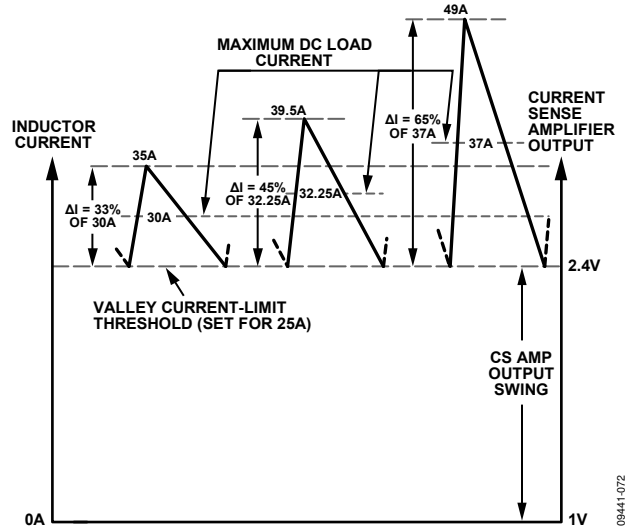 49A
MAXIMUM DC LOAD
CURRENT
39.5A
ΔI = 65%
OF 37A
CURRENT
SENSE
AMPLIFIER
OUTPUT
INDUCTOR
CURRENT
35A
37A
ΔI = 45%
OF 32.25A
32.25A
ΔI = 33%
OF 30A
30A
2.4V
VALLEY CURRENT-LIMIT
THRESHOLD (SET FOR 25A)
CS AMP
OUTPUT
SWING
0A
1V
09441-072